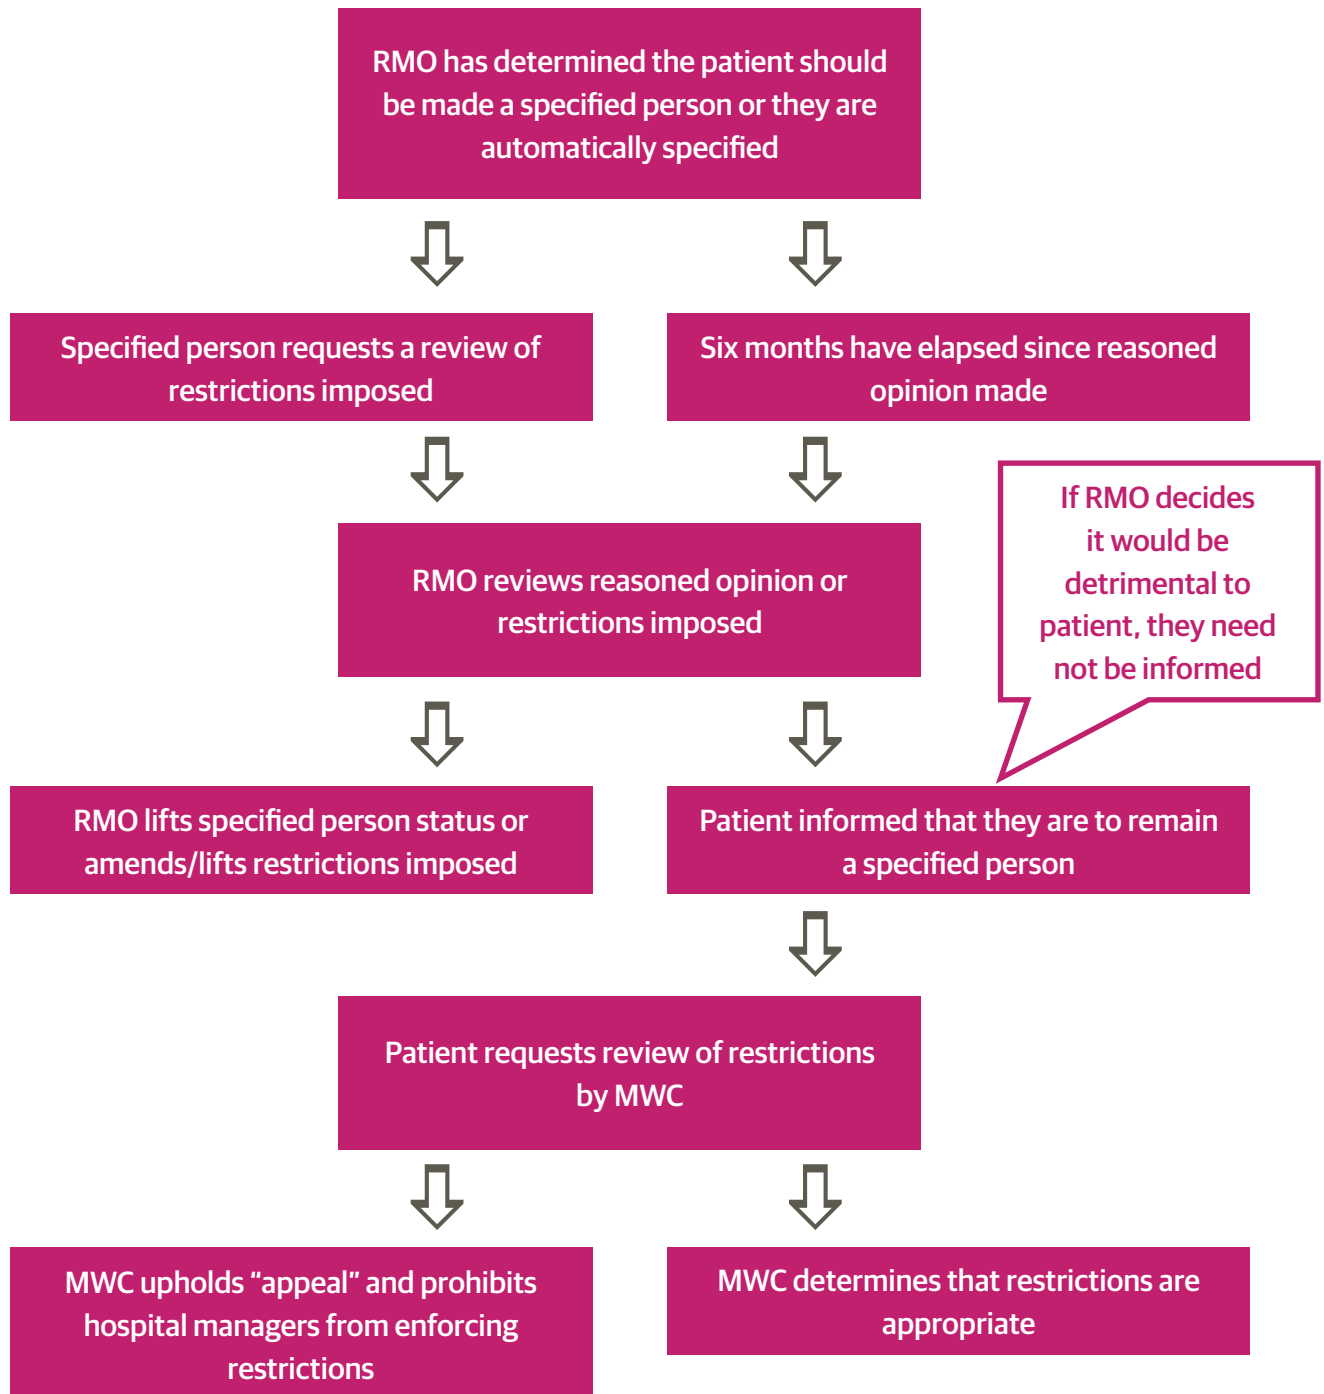 RMO has determined the patient should
be made a specified person or they are
automatically specified
Specified person requests a review of
restrictions imposed
Six months have elapsed since reasoned
opinion made
RMO reviews reasoned opinion or
restrictions imposed
If RMO decides
it would be
detrimental to
patient, they need
not be informed
RMO lifts specified person status or
amends/lifts restrictions imposed
Patient informed that they are to remain
a specified person
Patient requests review of restrictions
by MWC
MWC upholds “appeal” and prohibits
hospital managers from enforcing
restrictions
MWC determines that restrictions are
appropriate